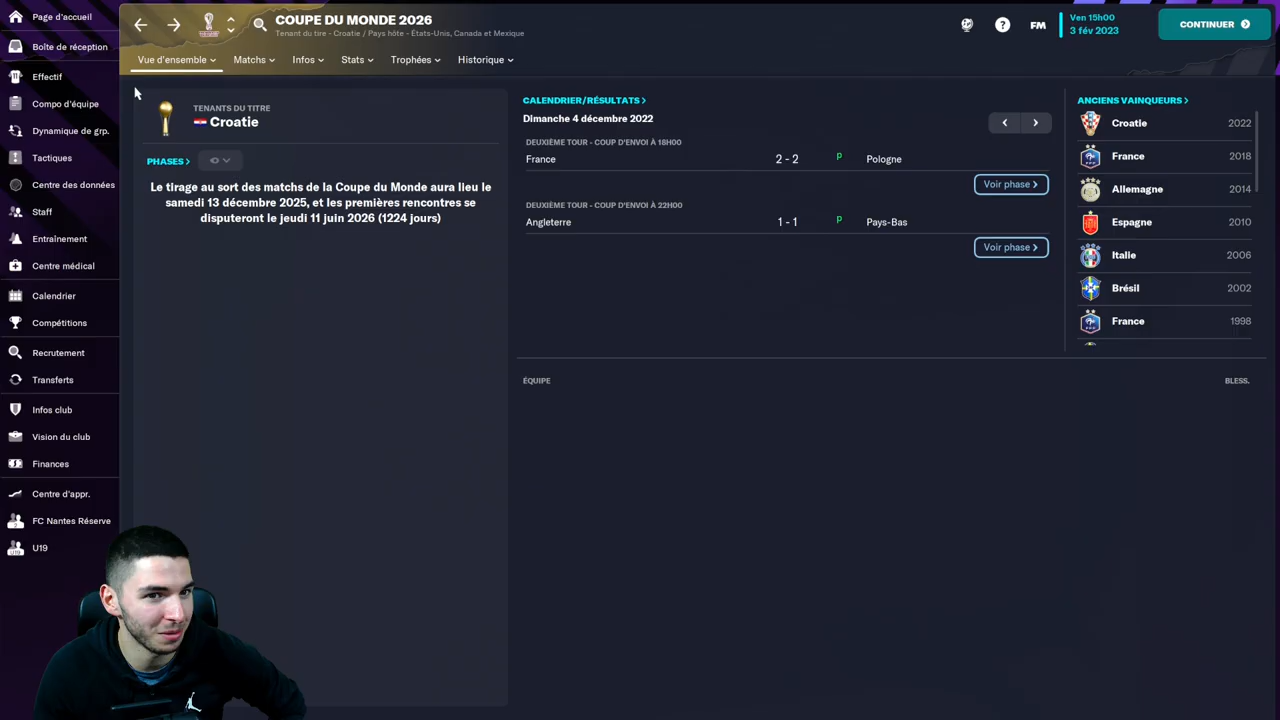 Page d'accueil
Boîte de réception
Effectif
Compo d'équipe
Dynamique de grp.
Tactiques
Centre des données
Staff
Entraînement
Centre médical
Calendrier
Compétitions
Recrutement
Transferts
Infos club
Vision du club
Finances
Centre d'appr.
FC Nantes Réserve
U19
COUPE DU MONDE 2026
Tenant du titre - Croatie / Pays hôte - États-Unis, Canada et Mexique
FM
Ven 15h00
3 fév 2023
CONTINUER
Vue d'ensemble
Matchs
Infos
Stats
Trophées
Historique
TENANTS DU TITRE
Croatie
PHASES >
Le tirage au sort des matchs de la Coupe du Monde aura lieu le
samedi 13 décembre 2025, et les premières rencontres se
disputeront le jeudi 11 juin 2026 (1224 jours)
CALENDRIER/RÉSULTATS >
Dimanche 4 décembre 2022
DEUXIÈME TOUR - COUP D'ENVOI À 18H00
France 2 - 2 P Pologne
Voir phase >
DEUXIÈME TOUR - COUP D'ENVOI À 22H00
Angleterre 1 - 1 P Pays-Bas
Voir phase >
ÉQUIPE BLESS.
ANCIENS VAINQUEURS >
Croatie 2022
France 2018
Allemagne 2014
Espagne 2010
Italie 2006
Brésil 2002
France 1998